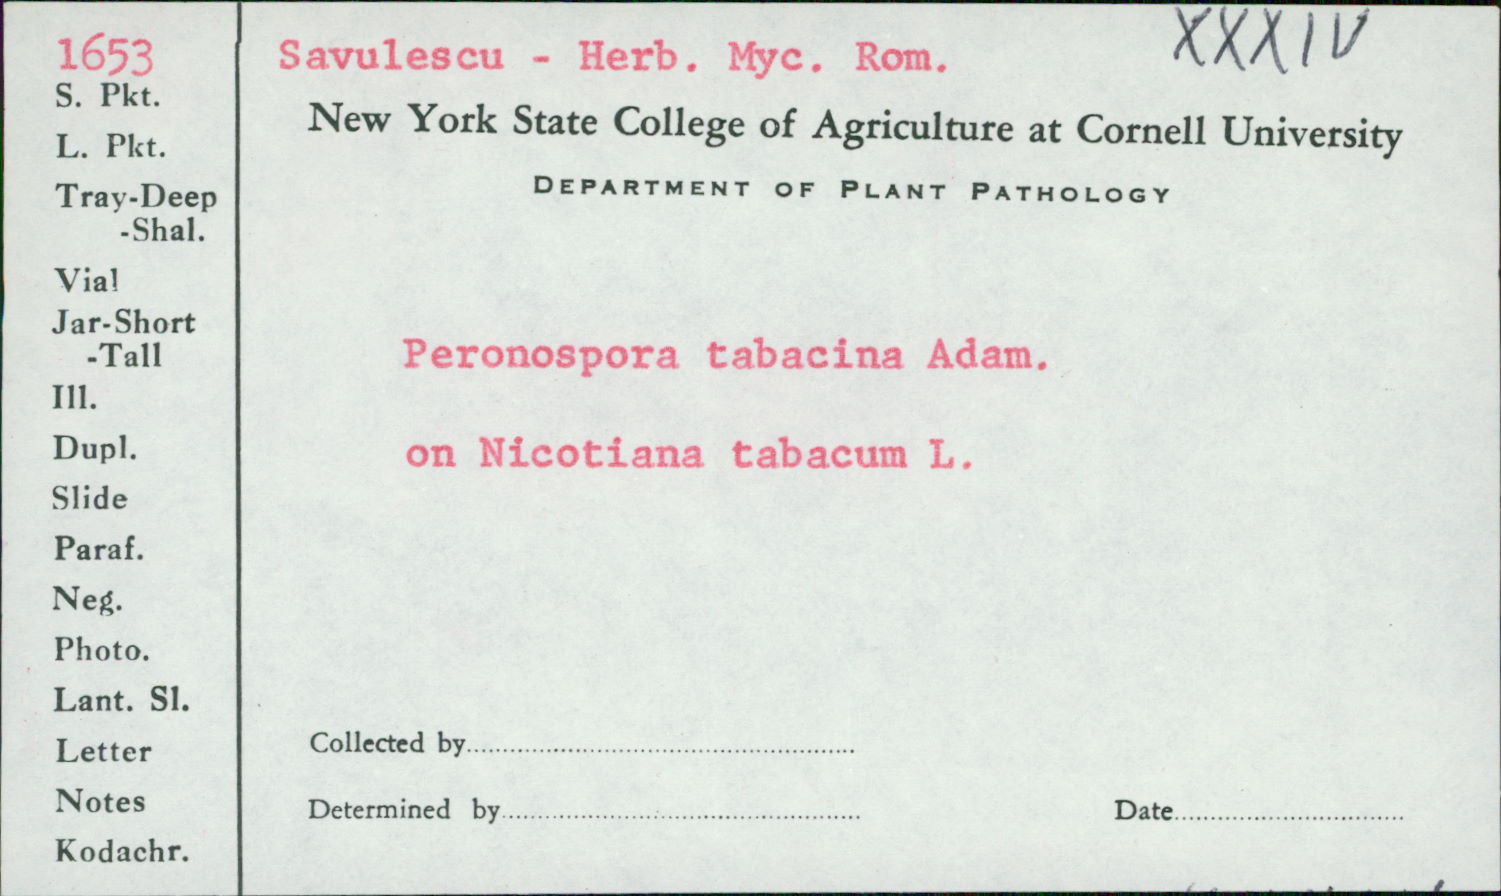 1653
S. Pkt.
L. Pkt.
Tray-Deep
-Shal.
Vial
Jar-Short
-Tall
Ill.
Dupl.
Slide
Paraf.
Neg.
Photo.
Lant. Sl.
Letter
Notes
Kodachr.
Savulescu - Herb. Myc. Rom.
XXXIV
New York State College of Agriculture at Cornell University
DEPARTMENT OF PLANT PATHOLOGY
Peronospora tabacina Adam.
on Nicotiana tabacum L.
Collected by
Determined by
Date